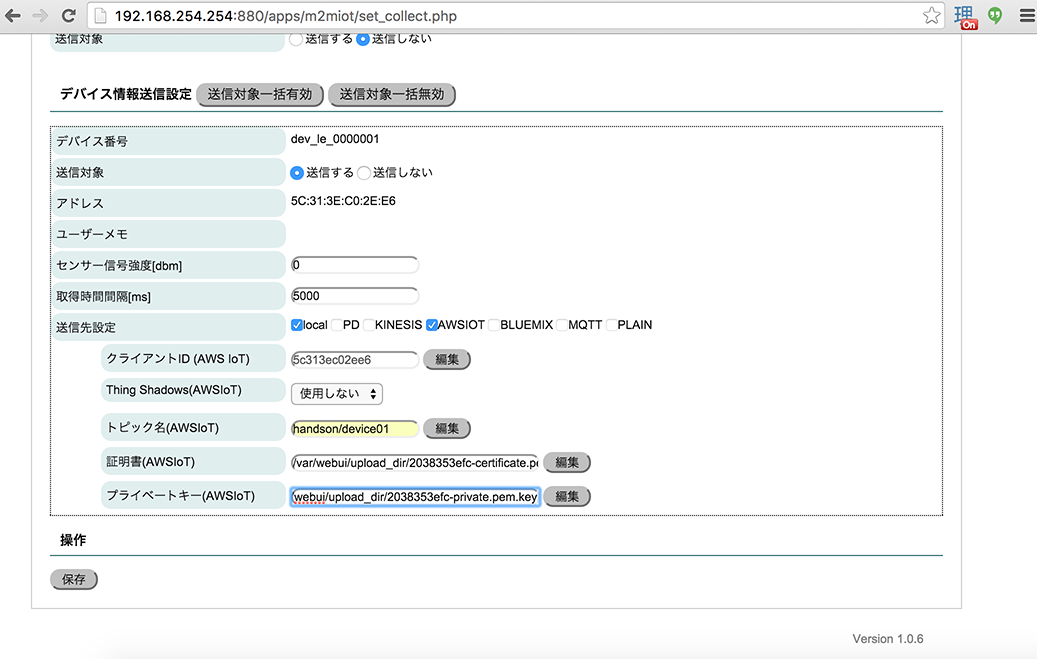 192.168.254.254:880/apps/m2miot/set_collect.php
理
On
送信対象 送信する 送信しない
デバイス情報送信設定 送信対象一括有効 送信対象一括無効
デバイス番号 dev_le_0000001
送信対象 送信する 送信しない
アドレス 5C:31:3E:C0:2E:E6
ユーザーメモ
センサー信号強度[dbm] 0
取得時間間隔[ms] 5000
送信先設定 local PD KINESIS AWSIOT BLUEMIX MQTT PLAIN
クライアントID (AWS IoT) 5c313ec02ee6 編集
Thing Shadows(AWSIoT) 使用しない
トピック名(AWSIoT) handson/device01 編集
証明書(AWSIoT) /var/webui/upload_dir/2038353efc-certificate.pe 編集
プライベートキー(AWSIoT) webui/upload_dir/2038353efc-private.pem.key 編集
操作
保存
Version 1.0.6